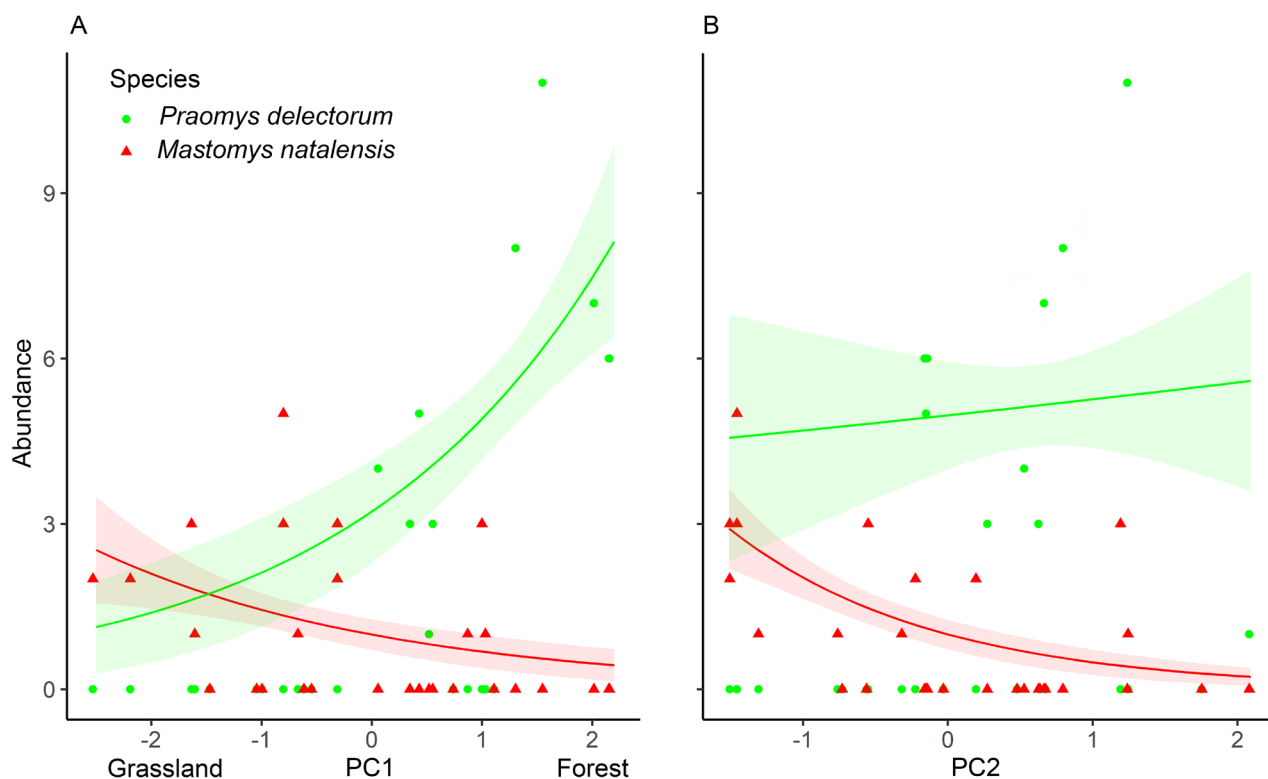 A
B
Species
Praomys delectorum
Mastomys natalensis
Abundance
9
6
3
0
-2 -1 0 1 2
Grassland PC1 Forest
-1 0 1 2
PC2